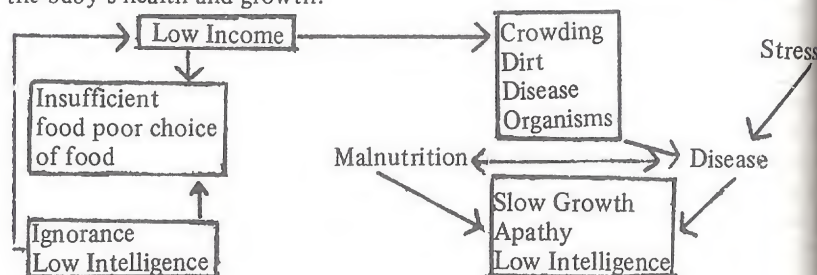 the baby's health and growth.
Low Income
Crowding
Dirt
Disease
Organisms
Stress
Insufficient
food poor choice
of food
Malnutrition
Disease
Slow Growth
Apathy
Low Intelligence
Ignorance
Low Intelligence